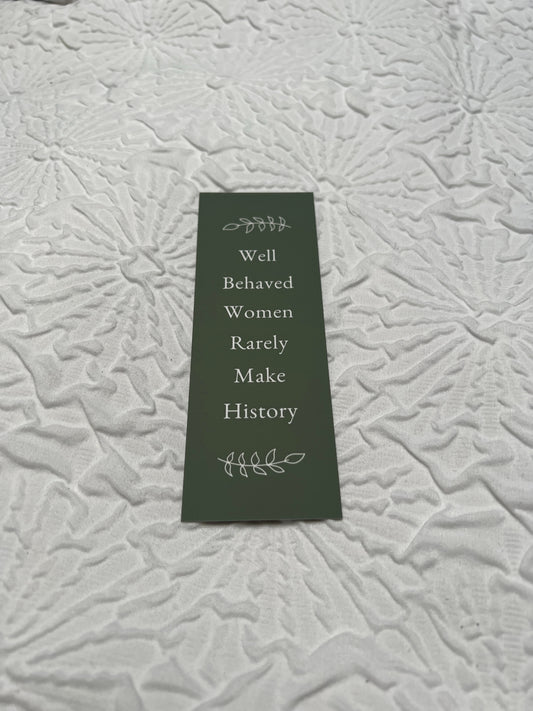 Well
Behaved
Women
Rarely
Make
History